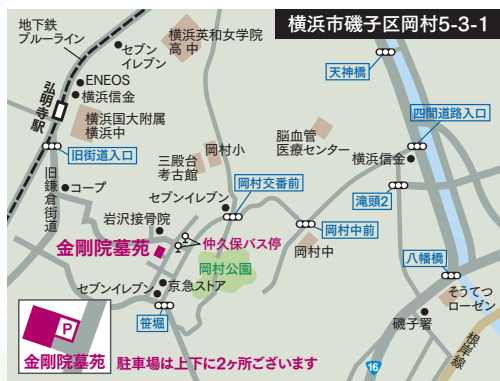 横浜市磯子区岡村5-3-1
地下鉄
ブルーライン
セブン
イレブン
横浜英和女学院
高 中
天神橋
ENEOS
横浜信金
弘明寺駅
横浜国大附属
横浜中
旧街道入口
四間道路入口
脳血管
医療センター
横浜信金
岡村小
三殿台
考古館
旧鎌倉街道
コープ
セブンイレブン
岡村交番前
滝頭2
岩沢接骨院
仲久保バス停
岡村中前
金剛院墓苑
岡村中
岡村公園
八幡橋
セブンイレブン
京急ストア
そうてつ
ローゼン
笹堀
磯子署
根岸線
16
P
金剛院墓苑
駐車場は上下に2ヶ所ございます